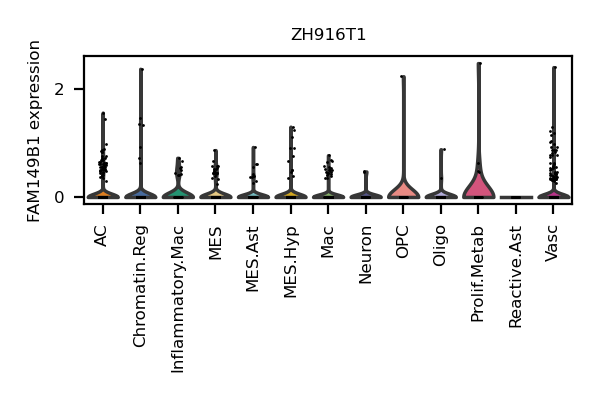 ZH916T1
FAM149B1 expression
2
0
AC
Chromatin.Reg
Inflammatory.Mac
MES
MES.Ast
MES.Hyp
Mac
Neuron
OPC
Oligo
Prolif.Metab
Reactive.Ast
Vasc